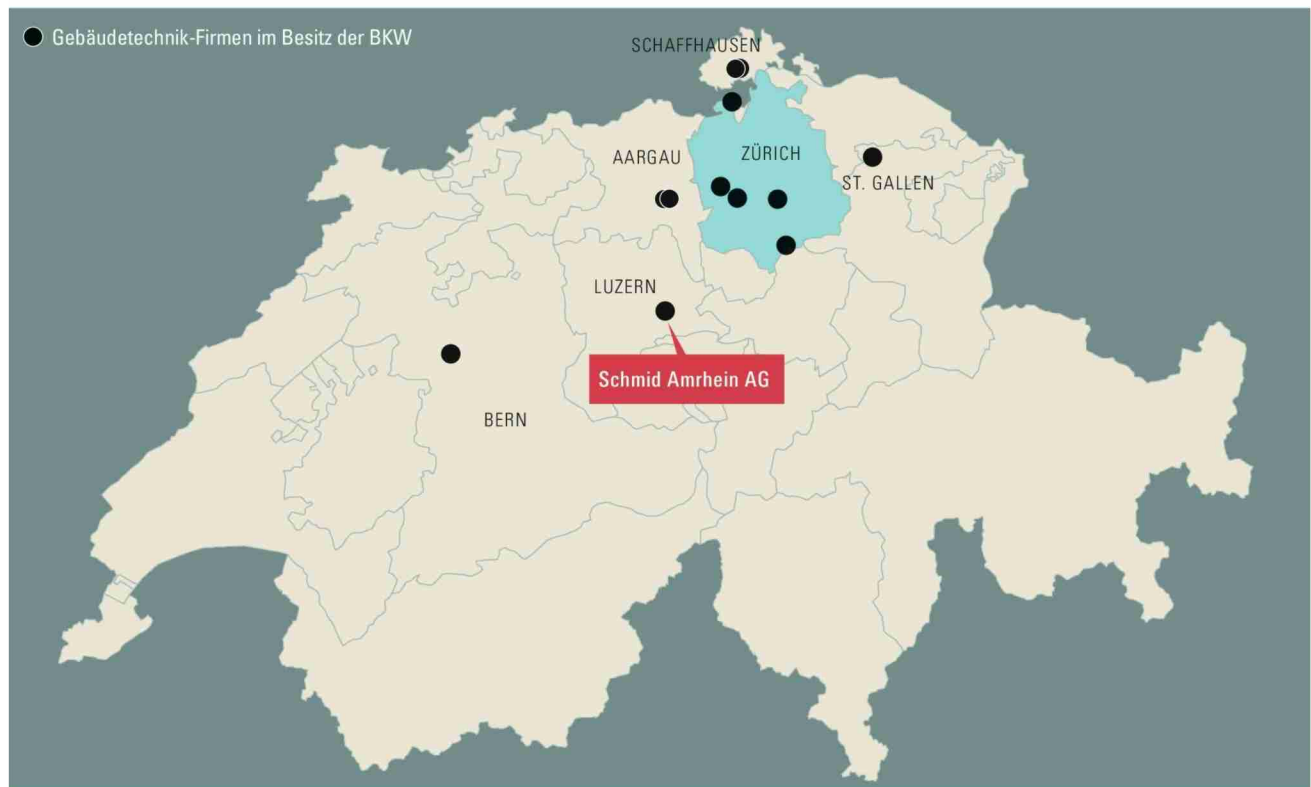 Gebäudetechnik-Firmen im Besitz der BKW
SCHAFFHAUSEN
AARGAU
ZÜRICH
ST. GALLEN
LUZERN
Schmid Amrhein AG
BERN